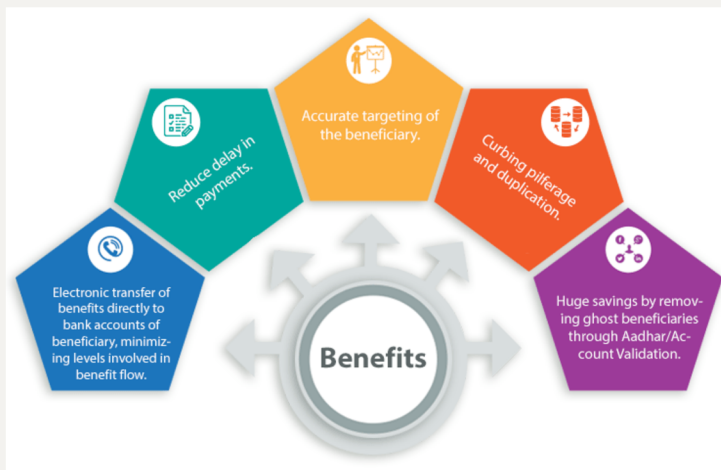 Accurate targeting of
the beneficiary.
Reduce delay in
payments.
Curbing pilferage
and duplication.
Electronic transfer of
benefits directly to
bank accounts of
beneficiary, minimiz-
ing levels involved in
benefit flow.
Huge savings by remov-
ing ghost beneficiaries
through Aadhar/Ac-
count Validation.
Benefits